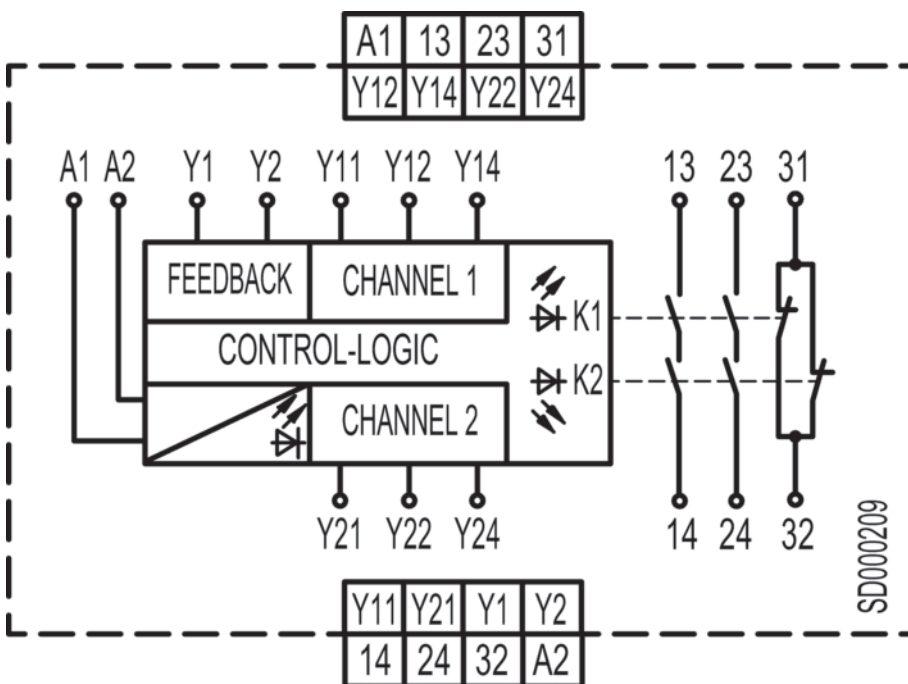 A1 13 23 31
Y12 Y14 Y22 Y24
A1 A2 Y1 Y2 Y11 Y12 Y14 13 23 31
FEEDBACK CHANNEL 1
K1
CONTROL-LOGIC
K2
CHANNEL 2
Y21 Y22 Y24 14 24 32
SD000209
Y11 Y21 Y1 Y2
14 24 32 A2